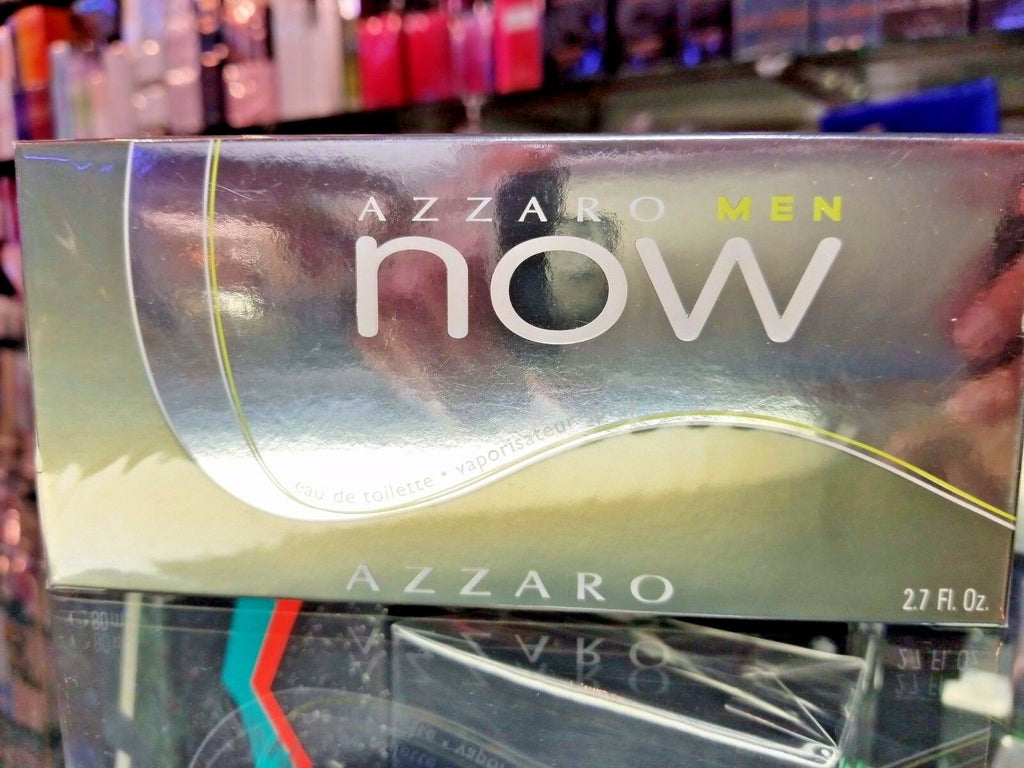 AZZARO MEN
now
eau de toilette • vaporisateur
AZZARO
2.7 Fl. Oz.